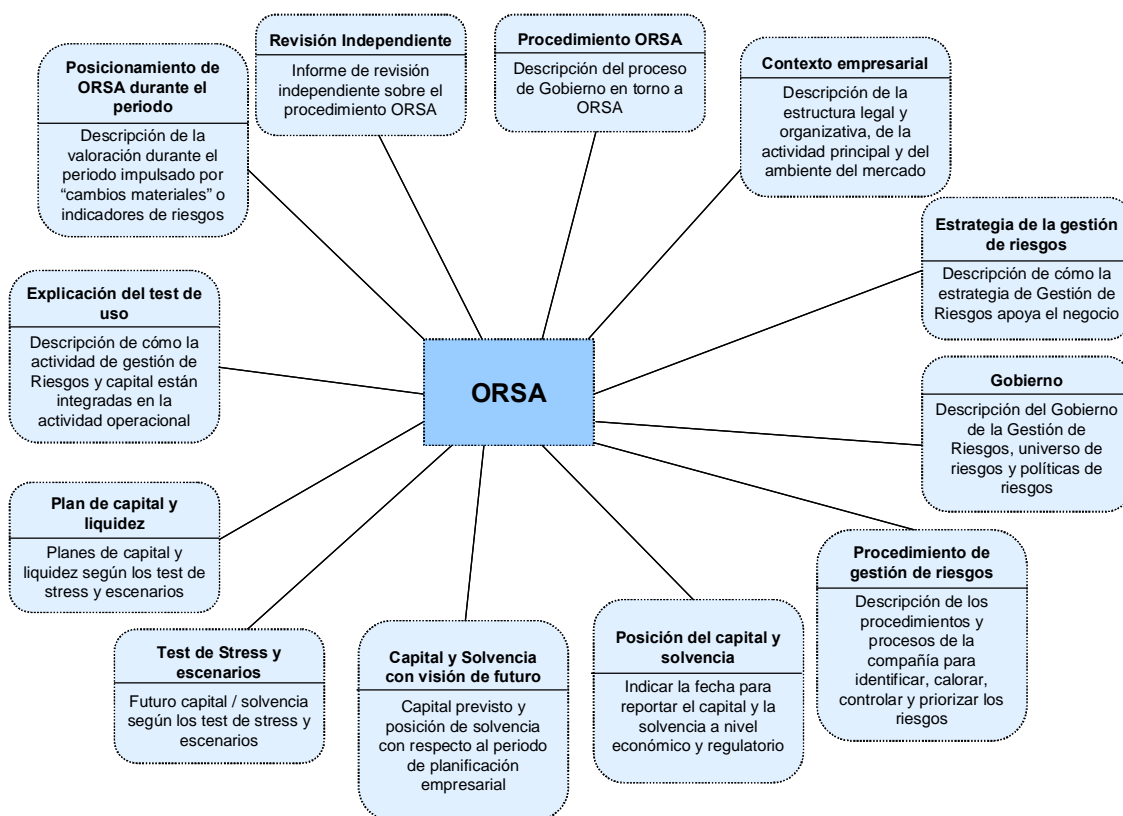 Posicionamiento de
ORSA durante el
periodo
Descripción de la
valoración durante el
periodo impulsado por
“cambios materiales” o
indicadores de riesgos
Revisión Independiente
Informe de revisión
independiente sobre el
procedimiento ORSA
Procedimiento ORSA
Descripción del proceso
de Gobierno en torno a
ORSA
Contexto empresarial
Descripción de la
estructura legal y
organizativa, de la
actividad principal y del
ambiente del mercado
Estrategia de la gestión
de riesgos
Descripción de cómo la
estrategia de Gestión de
Riesgos apoya el negocio
Explicación del test de
uso
Descripción de cómo la
actividad de gestión de
Riesgos y capital están
integradas en la
actividad operacional
ORSA
Gobierno
Descripción del Gobierno
de la Gestión de
Riesgos, universo de
riesgos y políticas de
riesgos
Plan de capital y
liquidez
Planes de capital y
liquidez según los test de
stress y escenarios
Test de Stress y
escenarios
Futuro capital / solvencia
según los test de stress y
escenarios
Capital y Solvencia
con visión de futuro
Capital previsto y
posición de solvencia
con respecto al periodo
de planificación
empresarial
Posición del capital y
solvencia
Indicar la fecha para
reportar el capital y la
solvencia a nivel
económico y regulatorio
Procedimiento de
gestión de riesgos
Descripción de los
procedimientos y
procesos de la
compañía para
identificar, calorar,
controlar y priorizar los
riesgos